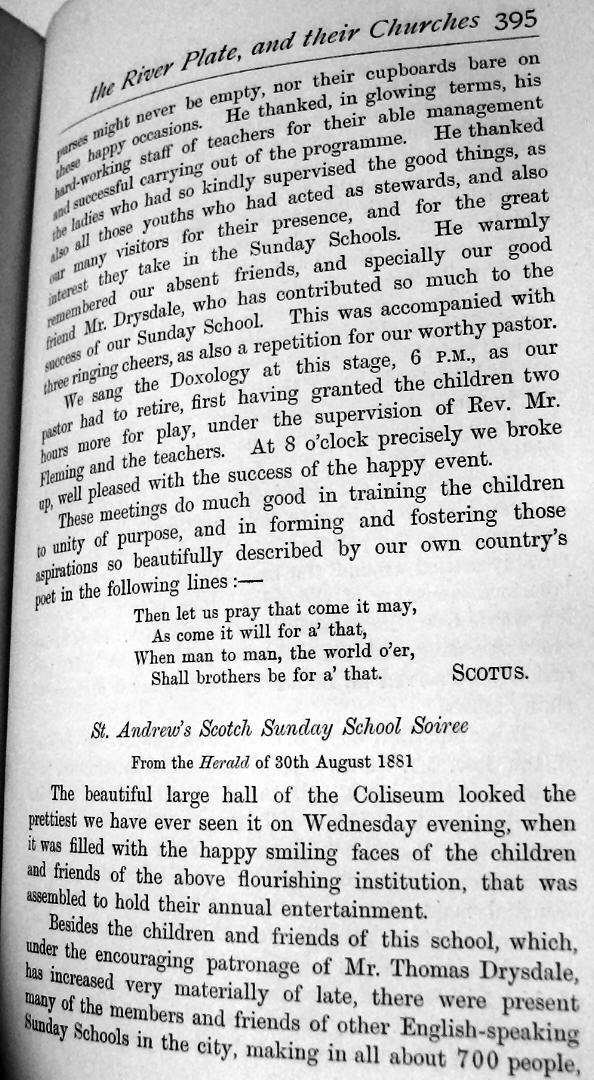 the River Plate, and their Churches 395
purses might never be empty, nor their cupboards bare on
these happy occasions. He thanked, in glowing terms, his
hard-working staff of teachers for their able management
and successful carrying out of the programme. He thanked
the ladies who had so kindly supervised the good things, as
also all those youths who had acted as stewards, and also
our many visitors for their presence, and for the great
interest they take in the Sunday Schools. He warmly
remembered our absent friends, and specially our good
friend Mr. Drysdale, who has contributed so much to the
success of our Sunday School. This was accompanied with
three ringing cheers, as also a repetition for our worthy pastor.
We sang the Doxology at this stage, 6 P.M., as our
pastor had to retire, first having granted the children two
hours more for play, under the supervision of Rev. Mr.
Fleming and the teachers. At 8 o'clock precisely we broke
up, well pleased with the success of the happy event.
These meetings do much good in training the children
to unity of purpose, and in forming and fostering those
aspirations so beautifully described by our own country's
poet in the following lines :—
Then let us pray that come it may,
As come it will for a' that,
When man to man, the world o'er,
Shall brothers be for a' that. SCOTUS.
St. Andrew's Scotch Sunday School Soiree
From the Herald of 30th August 1881
The beautiful large hall of the Coliseum looked the
prettiest we have ever seen it on Wednesday evening, when
it was filled with the happy smiling faces of the children
and friends of the above flourishing institution, that was
assembled to hold their annual entertainment.
Besides the children and friends of this school, which,
under the encouraging patronage of Mr. Thomas Drysdale,
has increased very materially of late, there were present
many of the members and friends of other English-speaking
Sunday Schools in the city, making in all about 700 people,